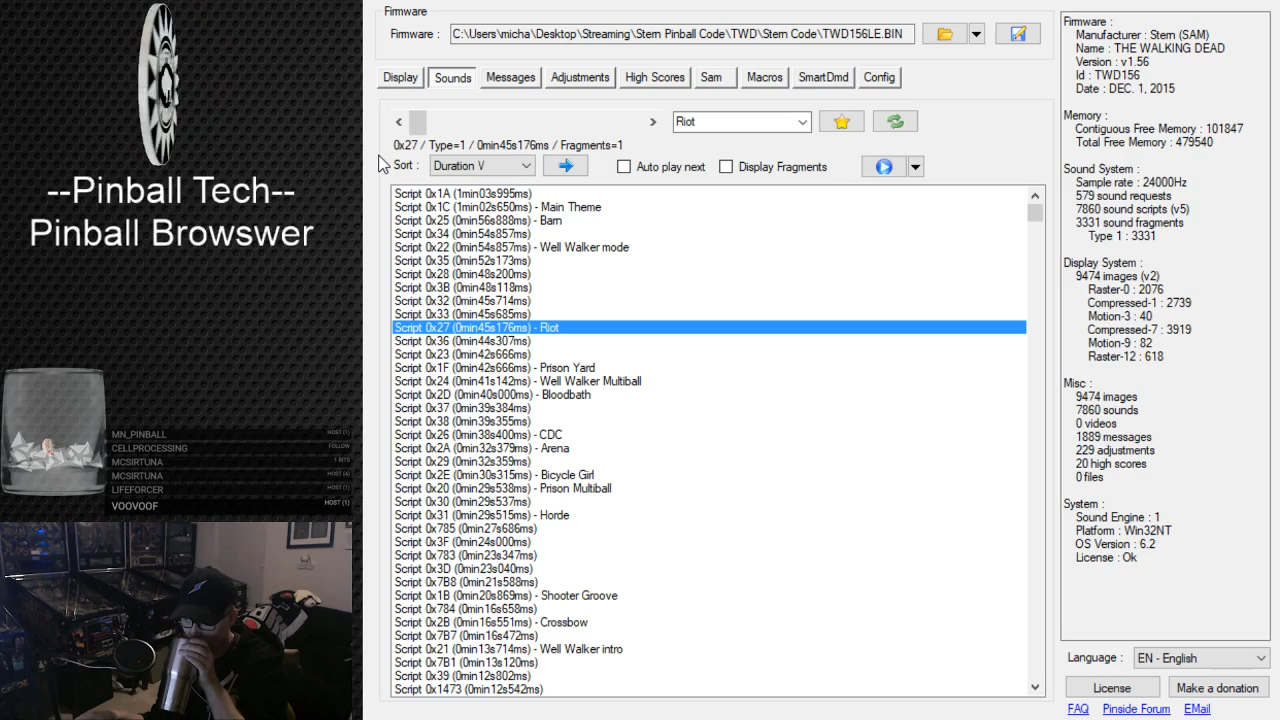 --Pinball Tech--
Pinball Browswer
MN_PINBALL HOST (1)
CELLPROCESSING FOLLOW
MCSIRTUNA 1 BITS
MCSIRTUNA HOST (4)
LIFEFORCER HOST (1)
VOOVOOF HOST (1)
Firmware
Firmware : C:\Users\micha\Desktop\Streaming\Stern Pinball Code\TWD\Stern Code\TWD156LE.BIN
Display Sounds Messages Adjustments High Scores Sam Macros SmartDmd Config
< > Riot
0x27 / Type=1 / 0min45s176ms / Fragments=1
Sort : Duration V Auto play next Display Fragments
Script 0x1A (1min03s995ms)
Script 0x1C (1min02s650ms) - Main Theme
Script 0x25 (0min56s888ms) - Barn
Script 0x34 (0min54s857ms)
Script 0x22 (0min54s857ms) - Well Walker mode
Script 0x35 (0min52s173ms)
Script 0x28 (0min48s200ms)
Script 0x3B (0min48s118ms)
Script 0x32 (0min45s714ms)
Script 0x33 (0min45s685ms)
Script 0x27 (0min45s176ms) - Riot
Script 0x36 (0min44s307ms)
Script 0x23 (0min42s666ms)
Script 0x1F (0min42s666ms) - Prison Yard
Script 0x24 (0min41s142ms) - Well Walker Multiball
Script 0x2D (0min40s000ms) - Bloodbath
Script 0x37 (0min39s384ms)
Script 0x38 (0min39s355ms)
Script 0x26 (0min38s400ms) - CDC
Script 0x2A (0min32s379ms) - Arena
Script 0x29 (0min32s359ms)
Script 0x2E (0min30s315ms) - Bicycle Girl
Script 0x20 (0min29s538ms) - Prison Multiball
Script 0x30 (0min29s537ms)
Script 0x31 (0min29s515ms) - Horde
Script 0x785 (0min27s686ms)
Script 0x3F (0min24s000ms)
Script 0x783 (0min23s347ms)
Script 0x3D (0min23s040ms)
Script 0x7B8 (0min21s588ms)
Script 0x1B (0min20s869ms) - Shooter Groove
Script 0x784 (0min16s658ms)
Script 0x2B (0min16s551ms) - Crossbow
Script 0x7B7 (0min16s472ms)
Script 0x21 (0min13s714ms) - Well Walker intro
Script 0x7B1 (0min13s120ms)
Script 0x39 (0min12s802ms)
Script 0x1473 (0min12s542ms)
Firmware :
Manufacturer : Stern (SAM)
Name : THE WALKING DEAD
Version : v1.56
Id : TWD156
Date : DEC. 1, 2015
Memory :
Contiguous Free Memory : 101847
Total Free Memory : 479540
Sound System :
Sample rate : 24000Hz
579 sound requests
7860 sound scripts (v5)
3331 sound fragments
Type 1 : 3331
Display System :
9474 images (v2)
Raster-0 : 2076
Compressed-1 : 2739
Motion-3 : 40
Compressed-7 : 3919
Motion-9 : 82
Raster-12 : 618
Misc :
9474 images
7860 sounds
0 videos
1889 messages
229 adjustments
20 high scores
0 files
System :
Sound Engine : 1
Platform : Win32NT
OS Version : 6.2
License : Ok
Language : EN - English
License Make a donation
FAQ Pinside Forum EMail